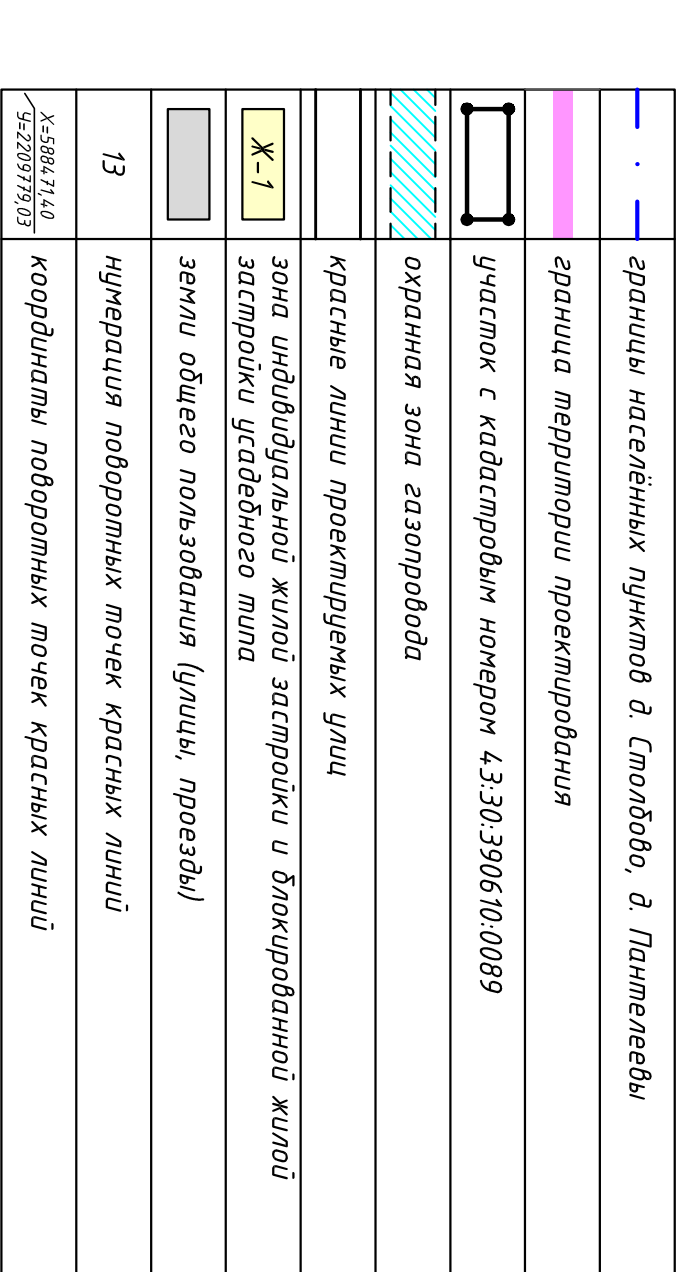 границы населённых пунктов д. Столбово, д. Пантелеевы
граница территории проектирования
участок с кадастровым номером 43:30:390610:0089
охранная зона газопровода
красные линии проектируемых улиц
Ж-1
зона индивидуальной жилой застройки и блокированной жилой
застройки усадебного типа
земли общего пользования (улицы, проезды)
13
нумерация поворотных точек красных линий
X=588471,40
Y=2209779,03
координаты поворотных точек красных линий